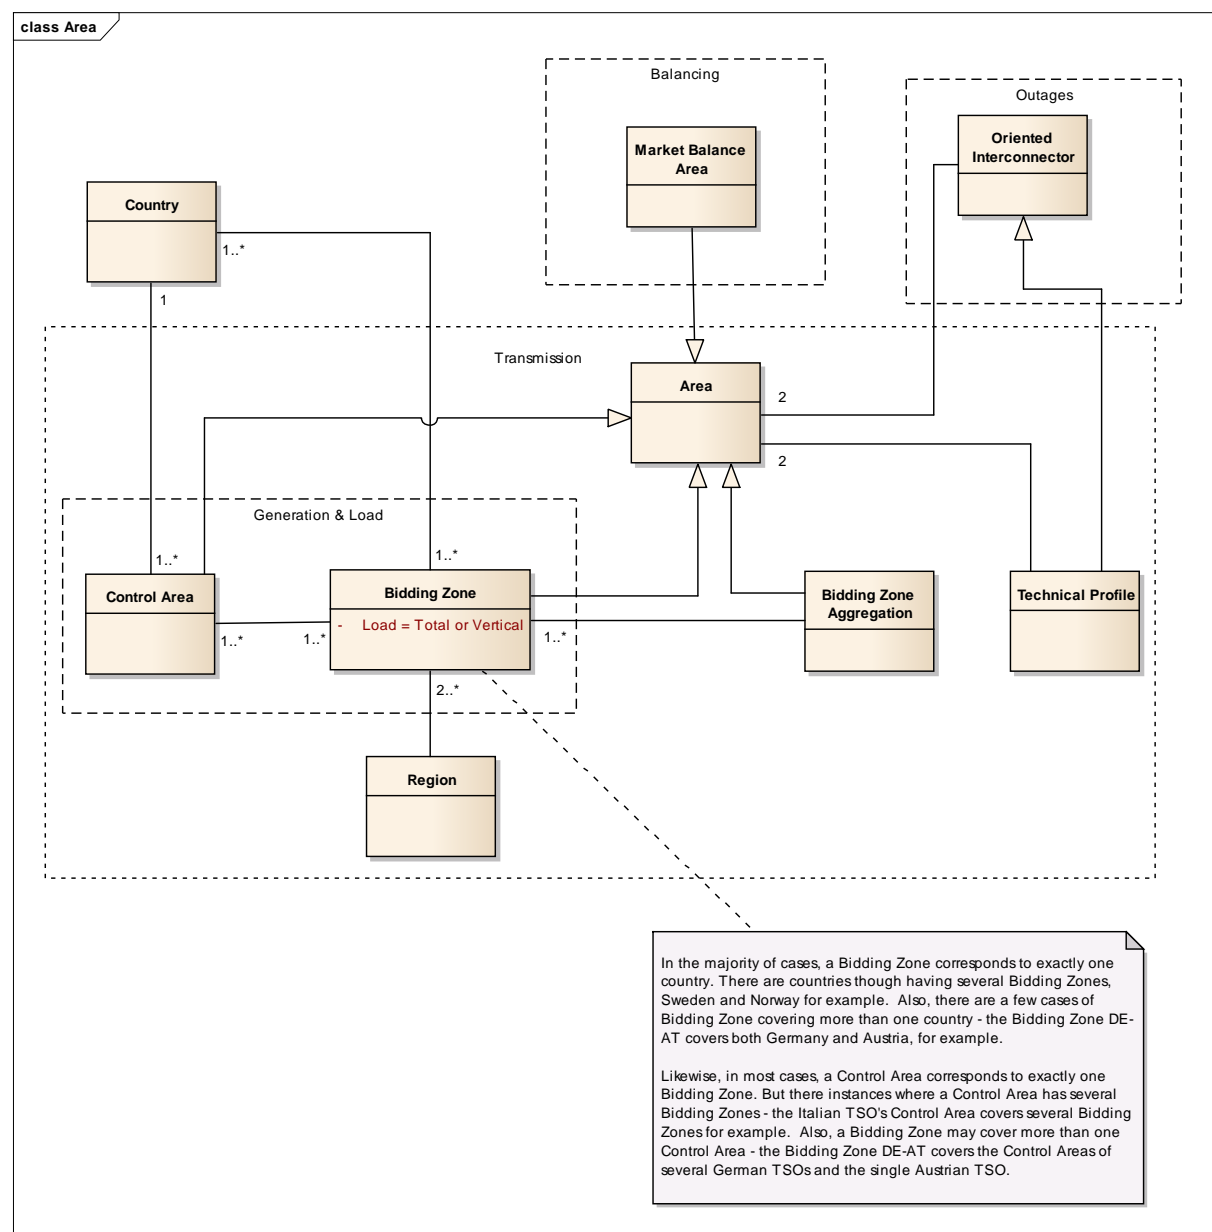 class Area
Balancing
Outages
Market Balance
Area
Oriented
Interconnector
Country
1..*
1
Transmission
Area
2
2
Generation & Load
1..*
1..*
Control Area
Bidding Zone
- Load = Total or Vertical
1..*
1..*
1..*
2..*
Bidding Zone
Aggregation
Technical Profile
Region
In the majority of cases, a Bidding Zone corresponds to exactly one
country. There are countries though having several Bidding Zones,
Sweden and Norway for example.  Also, there are a few cases of
Bidding Zone covering more than one country - the Bidding Zone DE-
AT covers both Germany and Austria, for example.
Likewise, in most cases, a Control Area corresponds to exactly one
Bidding Zone. But there instances where a Control Area has several
Bidding Zones - the Italian TSO's Control Area covers several Bidding
Zones for example.  Also, a Bidding Zone may cover more than one
Control Area - the Bidding Zone DE-AT covers the Control Areas of
several German TSOs and the single Austrian TSO.